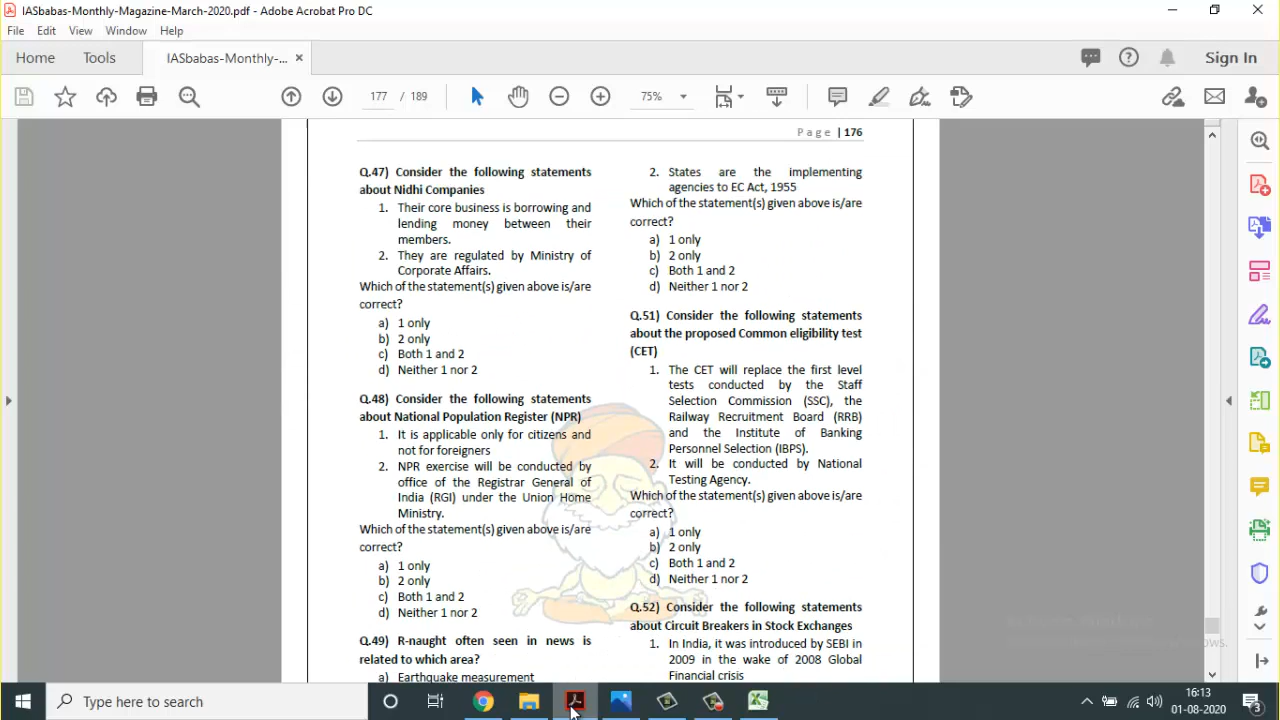 IASbabas-Monthly-Magazine-March-2020.pdf - Adobe Acrobat Pro DC
File Edit View Window Help
Home Tools IASbabas-Monthly-... × Sign In
177 / 189 75%
Page | 176
Q.47) Consider the following statements
about Nidhi Companies
1. Their core business is borrowing and
lending money between their
members.
2. They are regulated by Ministry of
Corporate Affairs.
Which of the statement(s) given above is/are
correct?
a) 1 only
b) 2 only
c) Both 1 and 2
d) Neither 1 nor 2
Q.48) Consider the following statements
about National Population Register (NPR)
1. It is applicable only for citizens and
not for foreigners
2. NPR exercise will be conducted by
office of the Registrar General of
India (RGI) under the Union Home
Ministry.
Which of the statement(s) given above is/are
correct?
a) 1 only
b) 2 only
c) Both 1 and 2
d) Neither 1 nor 2
Q.49) R-naught often seen in news is
related to which area?
a) Earthquake measurement
2. States are the implementing
agencies to EC Act, 1955
Which of the statement(s) given above is/are
correct?
a) 1 only
b) 2 only
c) Both 1 and 2
d) Neither 1 nor 2
Q.51) Consider the following statements
about the proposed Common eligibility test
(CET)
1. The CET will replace the first level
tests conducted by the Staff
Selection Commission (SSC), the
Railway Recruitment Board (RRB)
and the Institute of Banking
Personnel Selection (IBPS).
2. It will be conducted by National
Testing Agency.
Which of the statement(s) given above is/are
correct?
a) 1 only
b) 2 only
c) Both 1 and 2
d) Neither 1 nor 2
Q.52) Consider the following statements
about Circuit Breakers in Stock Exchanges
1. In India, it was introduced by SEBI in
2009 in the wake of 2008 Global
Financial crisis
Type here to search
16:13
01-08-2020
3